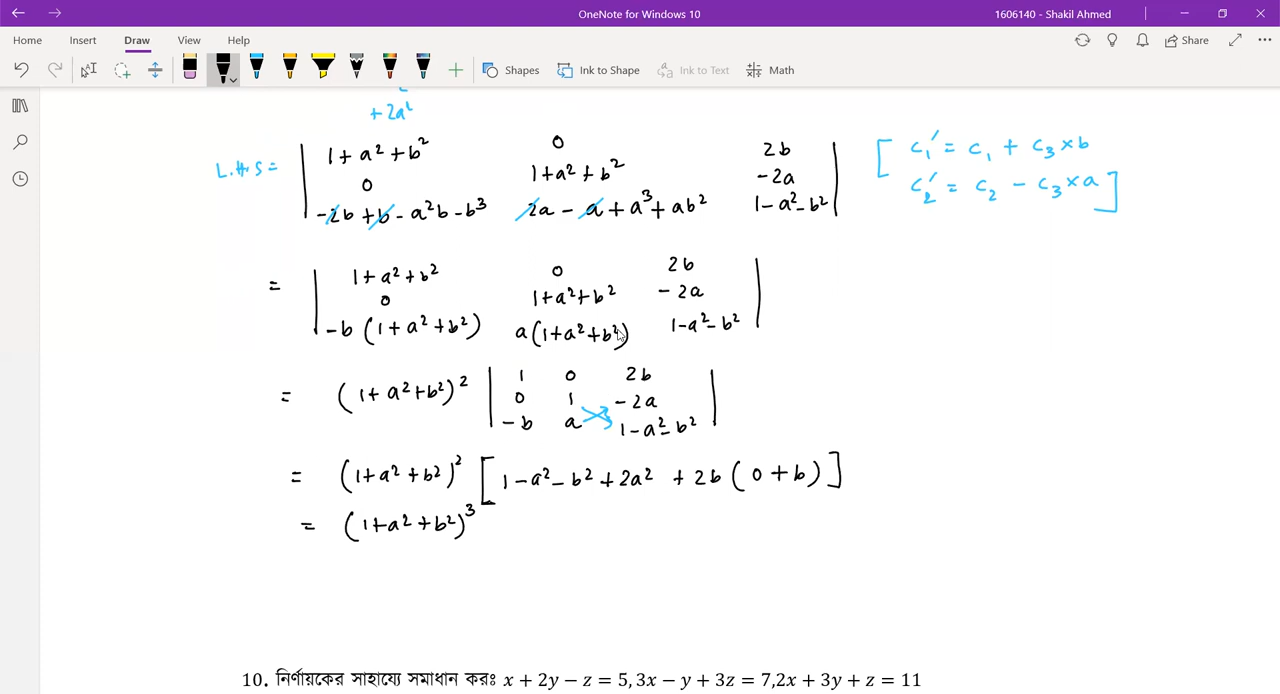 OneNote for Windows 10
1606140 - Shakil Ahmed
Home Insert Draw View Help
Share
Shapes Ink to Shape Ink to Text Math
+ 2a²
L.H.S = | 1 + a² + b² 0 2b | [ c₁′ = c₁ + c₃ × b
0 1 + a² + b² - 2a c₂′ = c₂ - c₃ × a ]
- 2b + b - a²b - b³ 2a - a + a³ + ab² 1 - a² - b²
= | 1 + a² + b² 0 2b |
0 1 + a² + b² - 2a
- b (1 + a² + b²) a (1 + a² + b²) 1 - a² - b²
= (1 + a² + b²)² | 1 0 2b |
0 1 - 2a
- b a 1 - a² - b²
= (1 + a² + b²)² [ 1 - a² - b² + 2a² + 2b (0 + b) ]
= (1 + a² + b²)³
10. নির্ণায়কের সাহায্যে সমাধান করঃ x + 2y − z = 5, 3x − y + 3z = 7, 2x + 3y + z = 11